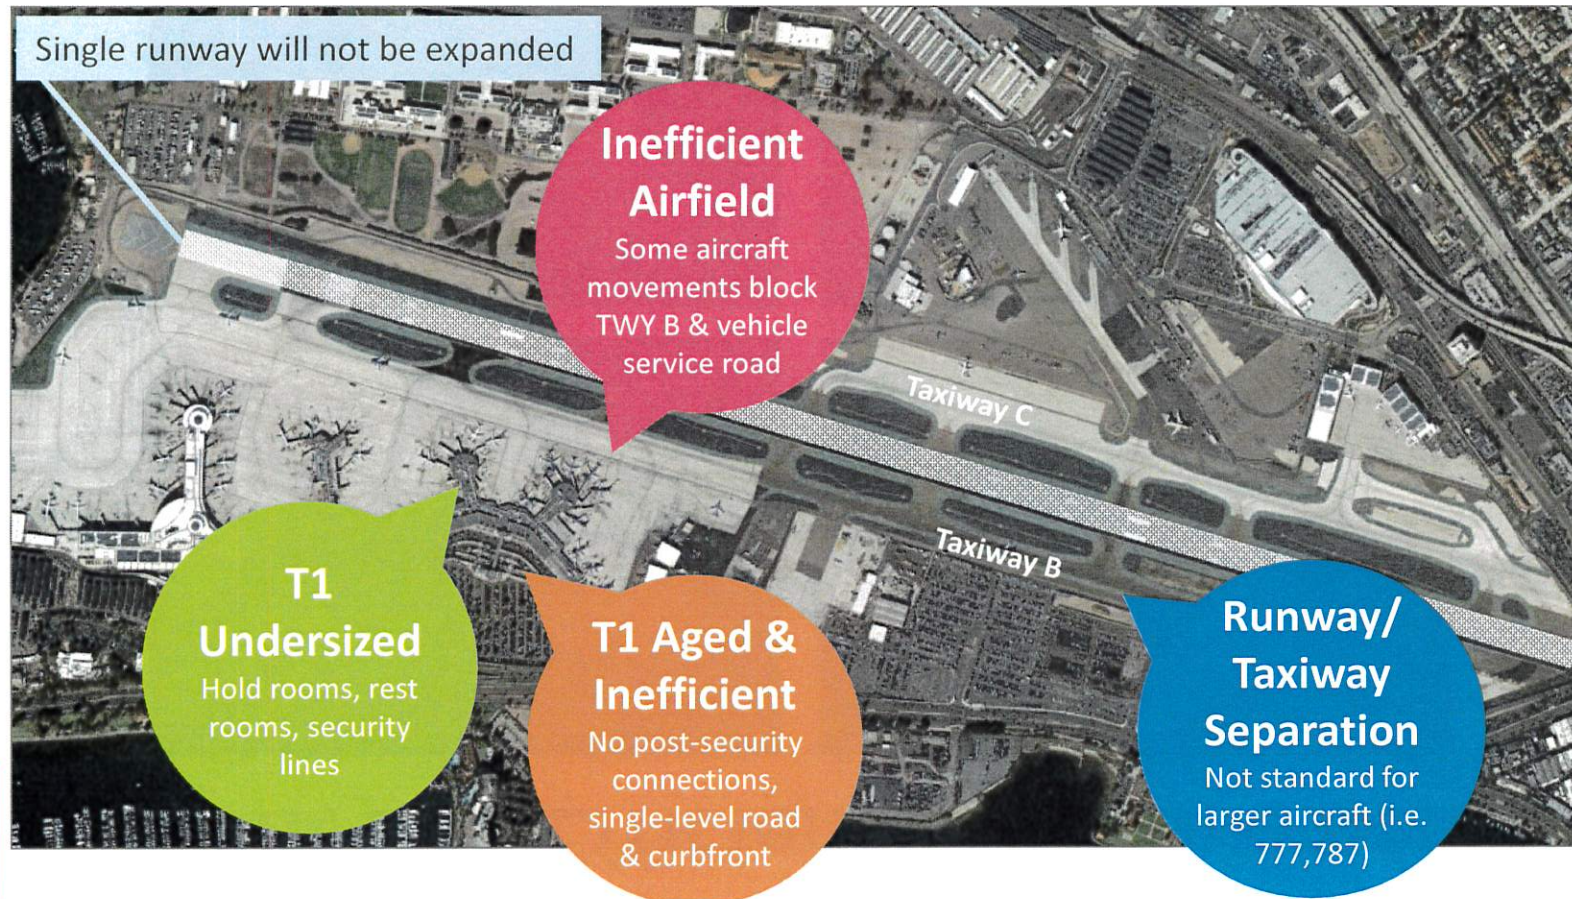 Single runway will not be expanded
Inefficient
Airfield
Some aircraft
movements block
TWY B & vehicle
service road
Taxiway C
Taxiway B
T1
Undersized
Hold rooms, rest
rooms, security
lines
T1 Aged &
Inefficient
No post-security
connections,
single-level road
& curbfront
Runway/
Taxiway
Separation
Not standard for
larger aircraft (i.e.
777,787)